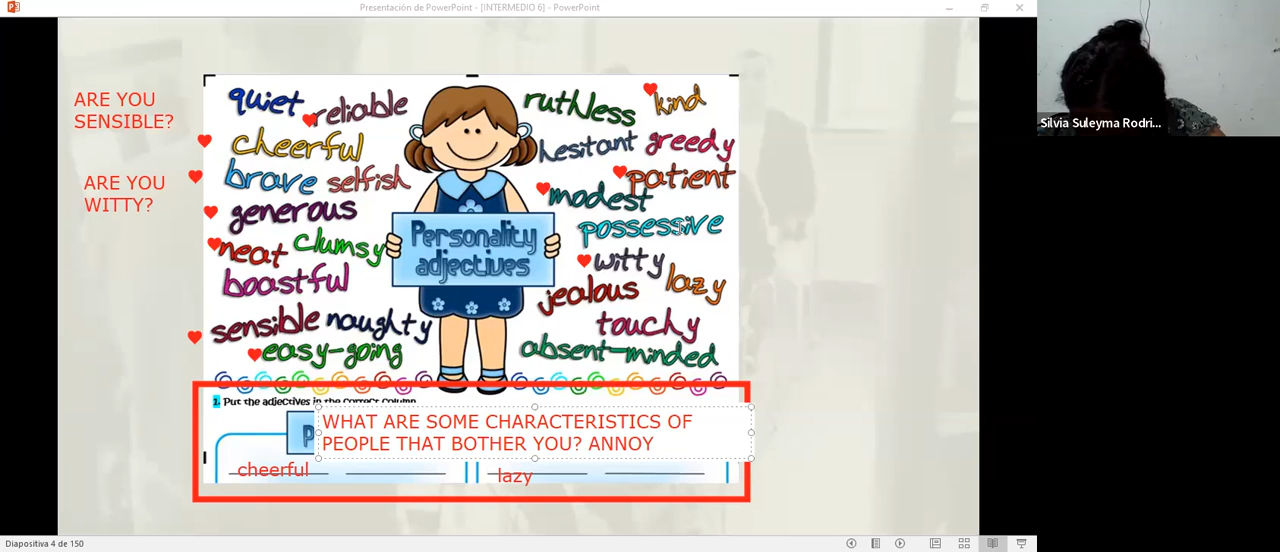 Presentación de PowerPoint - [INTERMEDIO 6] - PowerPoint
ARE YOU
SENSIBLE?
ARE YOU
WITTY?
quiet
reliable
cheerful
brave selfish
generous
neat clumsy
boastful
sensible naughty
easy-going
ruthless
kind
hesitant greedy
patient
modest
possessive
witty
lazy
jealous
touchy
absent-minded
Personality
adjectives
1. Put the adjectives in the correct column
WHAT ARE SOME CHARACTERISTICS OF
PEOPLE THAT BOTHER YOU? ANNOY
P
cheerful
lazy
Silvia Suleyma Rodri...
Diapositiva 4 de 150